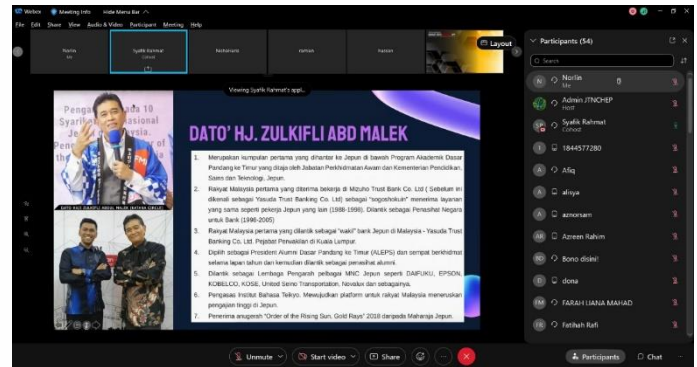 Webex
Meeting Info
Hide Menu Bar
File Edit Share View Audio & Video Participant Meeting Help
Norlin
Me
Syafik Rahmat
Cohost
Layout
Viewing Syafik Rahmat's appl...
Participants (54)
Search
Norlin
Me
Admin JTNCHEP
Host
Syafik Rahmat
Cohost
1844577280
Afiq
afisya
aznorsam
Azreen Rahim
Bono disini!
dona
FARAH LIANA MAHAD
Fatihah Rafi
DATO' HJ. ZULKIFLI ABD MALEK
1. Merupakan kumpulan pertama yang dihantar ke Jepun di bawah Program Akademik Dasar
Pandang ke Timur yang ditaja oleh Jabatan Perkhidmatan Awam dan Kementerian Pendidikan,
Sains dan Teknologi, Jepun.
2. Rakyat Malaysia pertama yang diterima bekerja di Mizuho Trust Bank Co. Ltd ( Sebelum ini
dikenali sebagai Yasuda Trust Banking Co. Ltd) sebagai "sogoshokuin" menerima layanan
yang sama seperti pekerja Jepun yang lain (1988-1998). Dilantik sebagai Penasihat Negara
untuk Bank (1996-2005)
3. Rakyat Malaysia pertama yang dilantik sebagai "wakil" bank Jepun di Malaysia - Yasuda Trust
Banking Co. Ltd. Pejabat Perwakilan di Kuala Lumpur.
4. Dipilih sebagai President Alumni Dasar Pandang ke Timur (ALEPS) dan sempat berkhidmat
selama lapan tahun dan kemudian dilantik sebagai penasihat alumni.
5. Dilantik sebagai Lembaga Pengarah pelbagai MNC Jepun seperti DAIFUKU, EPSON,
KOBELCO, KOSE, United Seino Transportation, Novalux dan sebagainya.
6. Pengasas Institut Bahasa Teikyo. Mewujudkan platform untuk rakyat Malaysia meneruskan
pengajian tinggi di Jepun.
7. Penerima anugerah "Order of the Rising Sun, Gold Rays" 2018 daripada Maharaja Jepun.
Unmute
Start video
Share
Participants
Chat